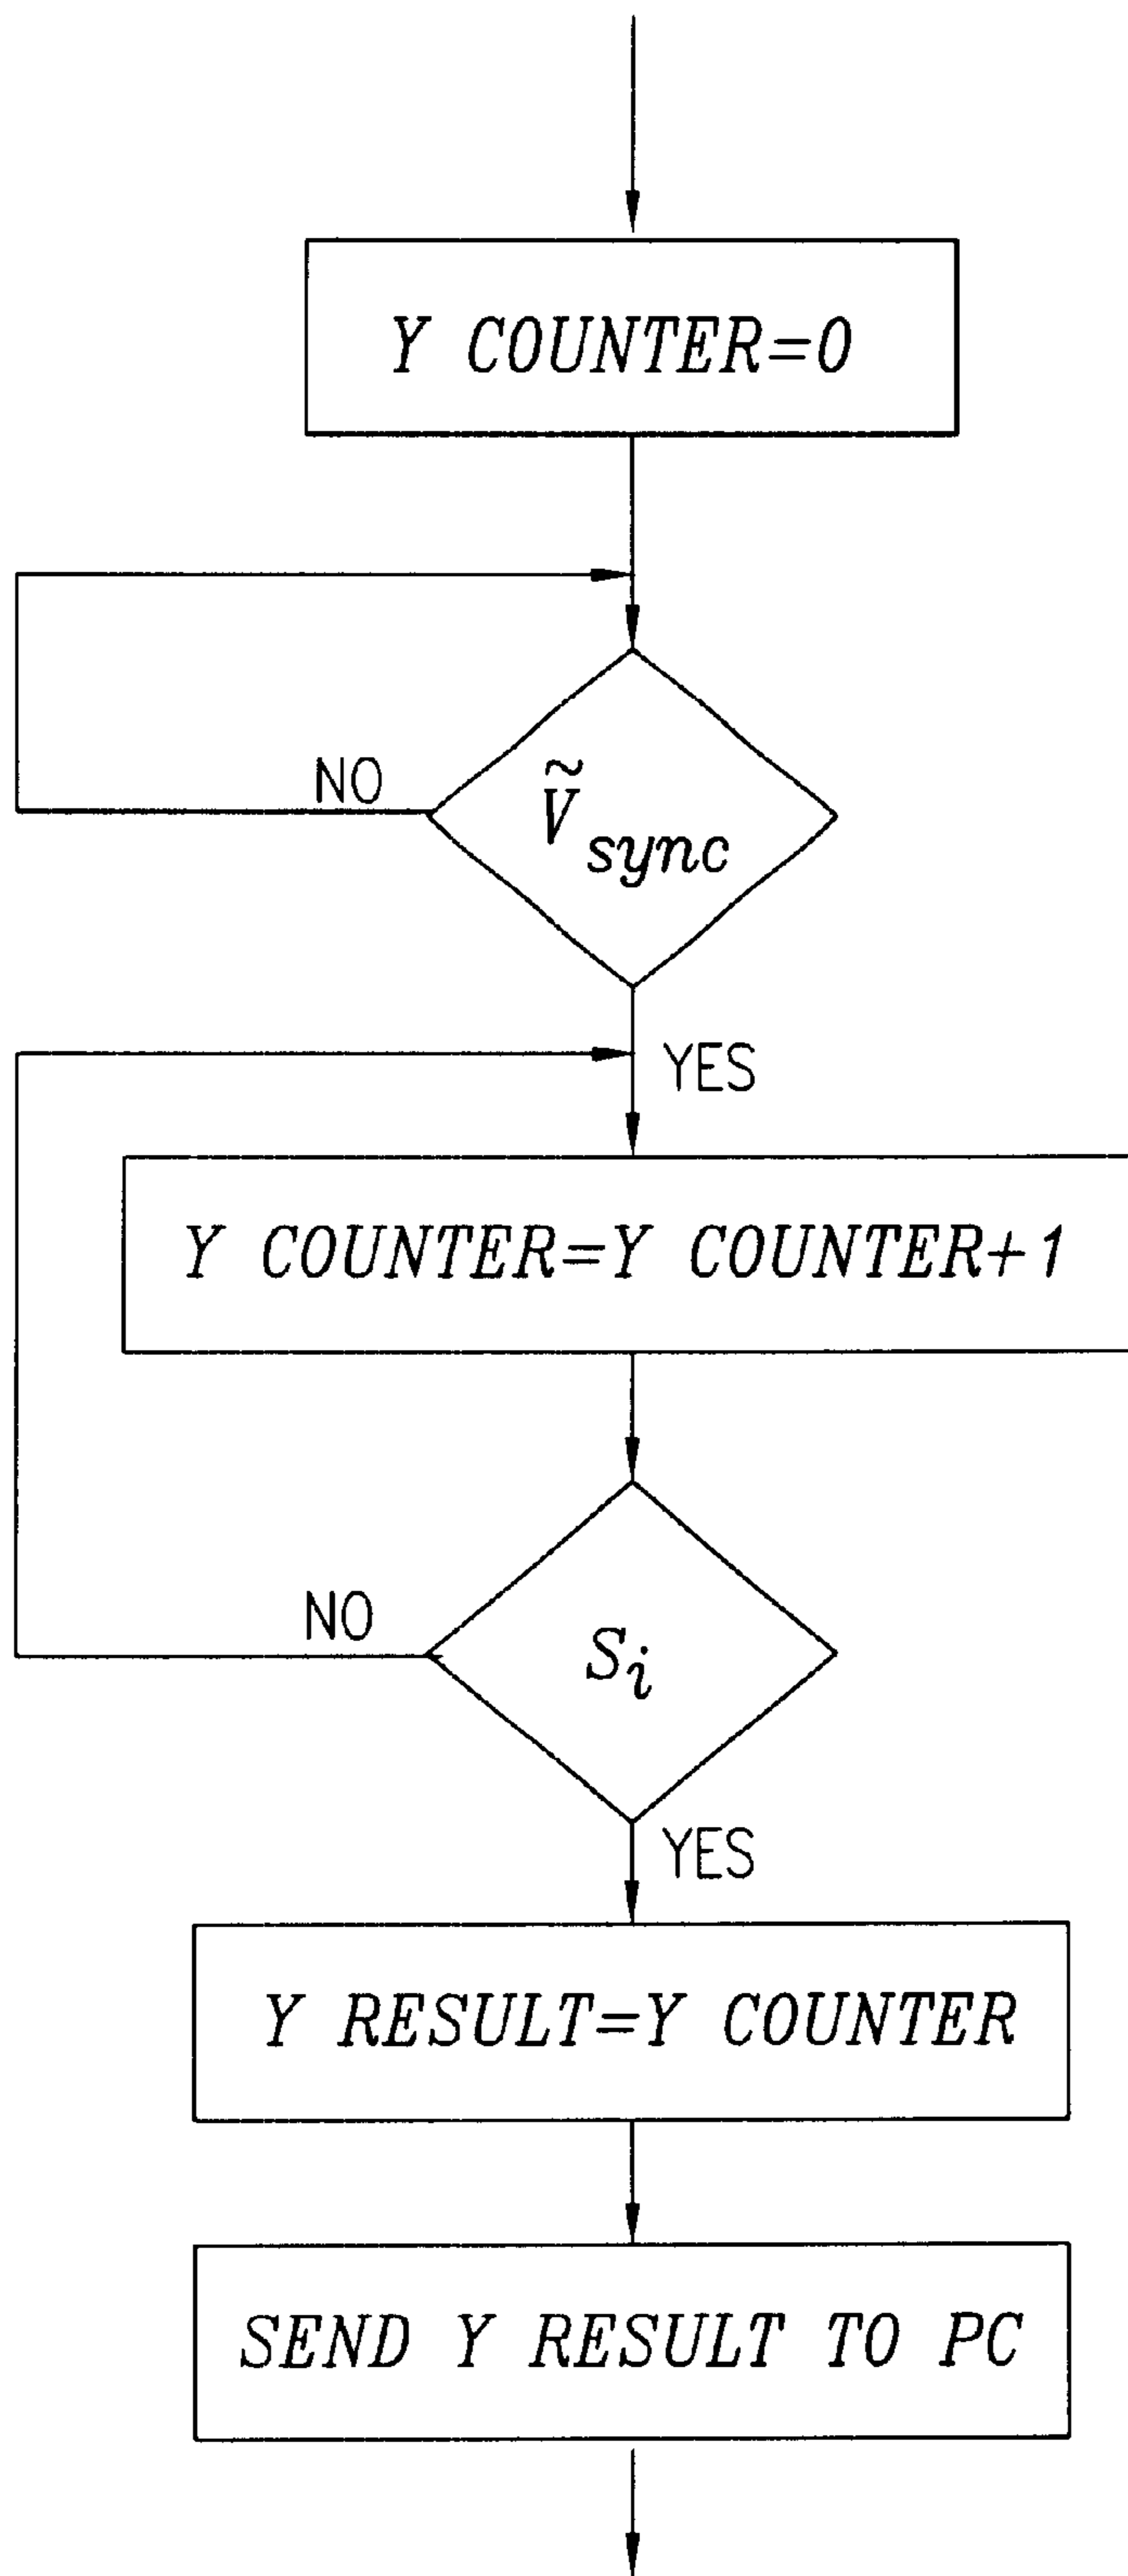 Y COUNTER=0
NO
Ṽsync
YES
Y COUNTER=Y COUNTER+1
NO
Si
YES
Y RESULT=Y COUNTER
SEND Y RESULT TO PC